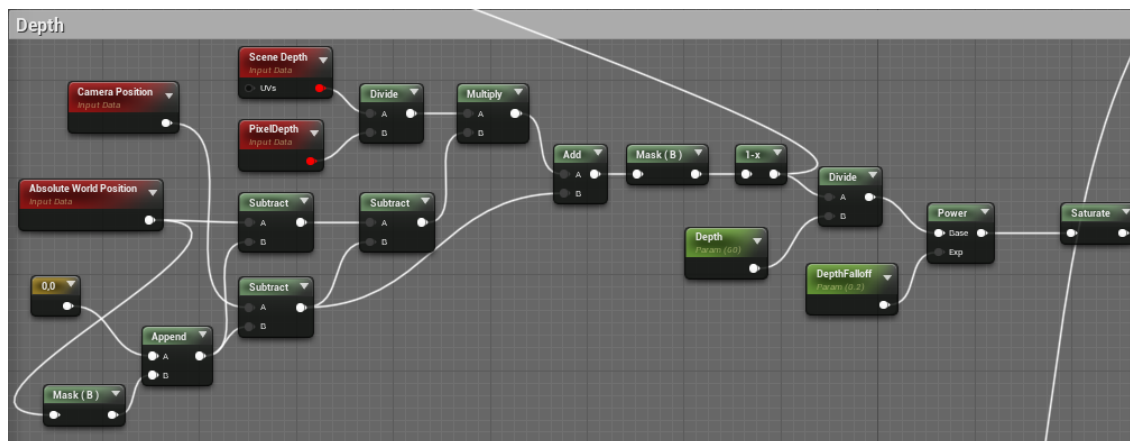 Depth
Scene Depth
Input Data
UVs
Camera Position
Input Data
Divide
A
B
Multiply
A
B
PixelDepth
Input Data
Add
A
B
Mask ( B )
1-x
Divide
A
B
Absolute World Position
Input Data
Subtract
A
B
Subtract
A
B
Power
Base
Exp
Saturate
Depth
Param (60)
DepthFalloff
Param (0.2)
0,0
Subtract
A
B
Append
A
B
Mask ( B )